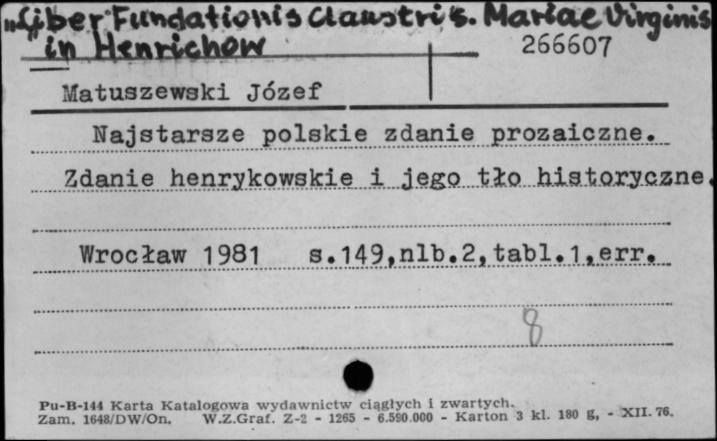 „Liber Fundationis Claustri s. Mariae Virginis
in Henrichow
266607
Matuszewski Józef
Najstarsze polskie zdanie prozaiczne.
Zdanie henrykowskie i jego tło historyczne.
Wrocław 1981 s.149,nlb.2,tabl.1,err.
8
Pu-B-144 Karta Katalogowa wydawnictw ciągłych i zwartych.
Zam. 1648/DW/On. W.Z.Graf. Z-2 - 1265 - 6.590.000 - Karton 3 kl. 180 g, - XII. 76.